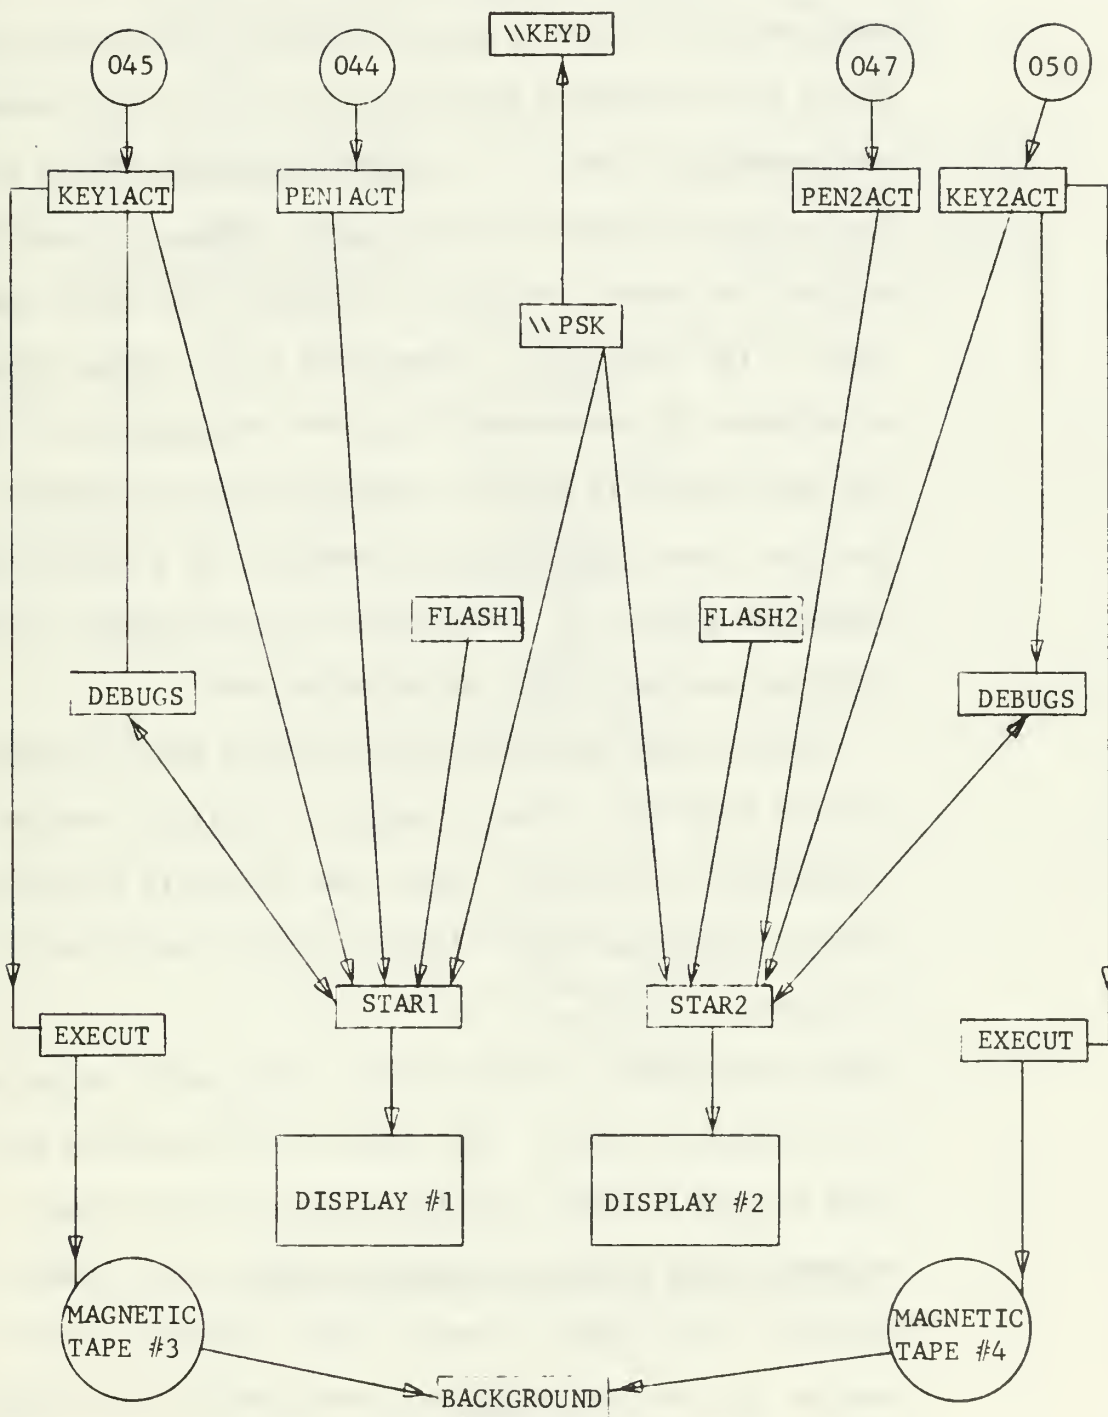 \\KEYD
045
044
047
050
KEY1ACT
PEN1ACT
PEN2ACT
KEY2ACT
\\PSK
FLASH1
FLASH2
DEBUGS
DEBUGS
STAR1
STAR2
EXECUT
EXECUT
DISPLAY #1
DISPLAY #2
MAGNETIC
TAPE #3
MAGNETIC
TAPE #4
BACKGROUND